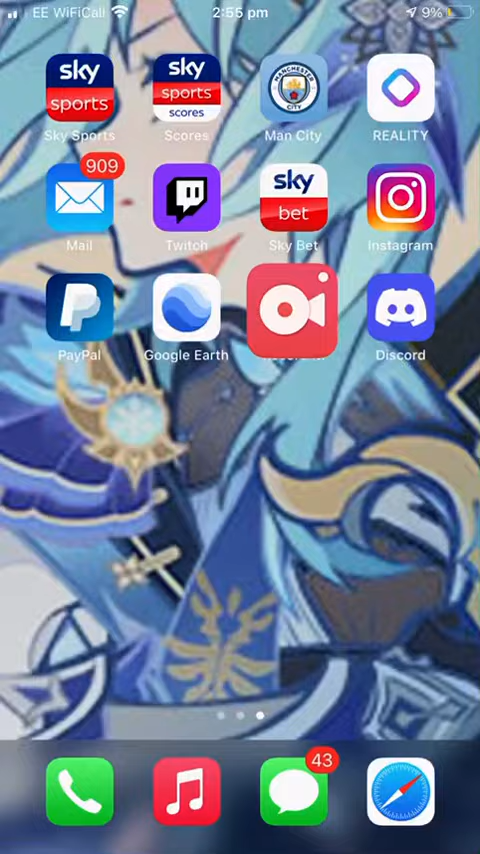 EE WiFiCall 2:55 pm 9%
sky sports
sky sports scores
MANCHESTER CITY
Sky Sports Scores Man City REALITY
909
sky bet
Mail Twitch Sky Bet Instagram
PayPal Google Earth Discord
43